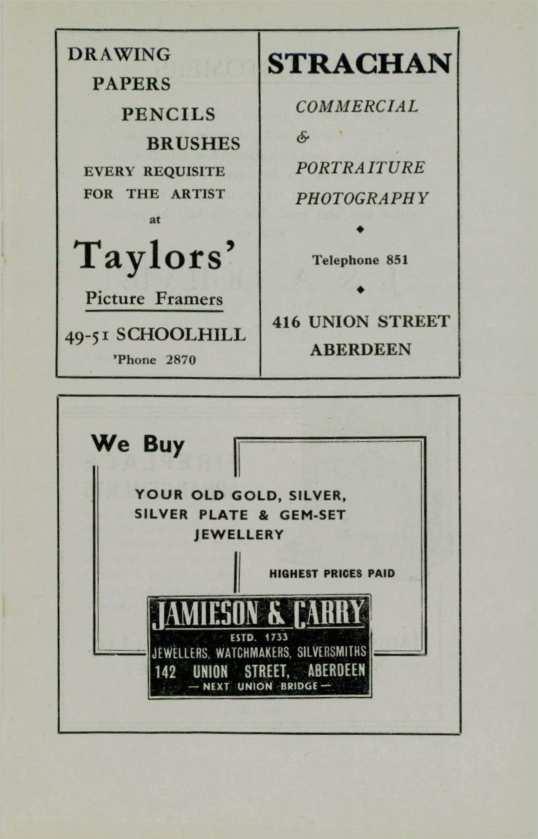 DRAWING
PAPERS
PENCILS
BRUSHES
EVERY REQUISITE
FOR THE ARTIST
at
Taylors'
Picture Framers
49-51 SCHOOLHILL
'Phone 2870
STRACHAN
COMMERCIAL
&
PORTRAITURE
PHOTOGRAPHY
Telephone 851
416 UNION STREET
ABERDEEN
We Buy
YOUR OLD GOLD, SILVER,
SILVER PLATE & GEM-SET
JEWELLERY
HIGHEST PRICES PAID
JAMIESON & CARRY
ESTD. 1733
JEWELLERS, WATCHMAKERS, SILVERSMITHS
142 UNION STREET, ABERDEEN
— NEXT UNION BRIDGE —